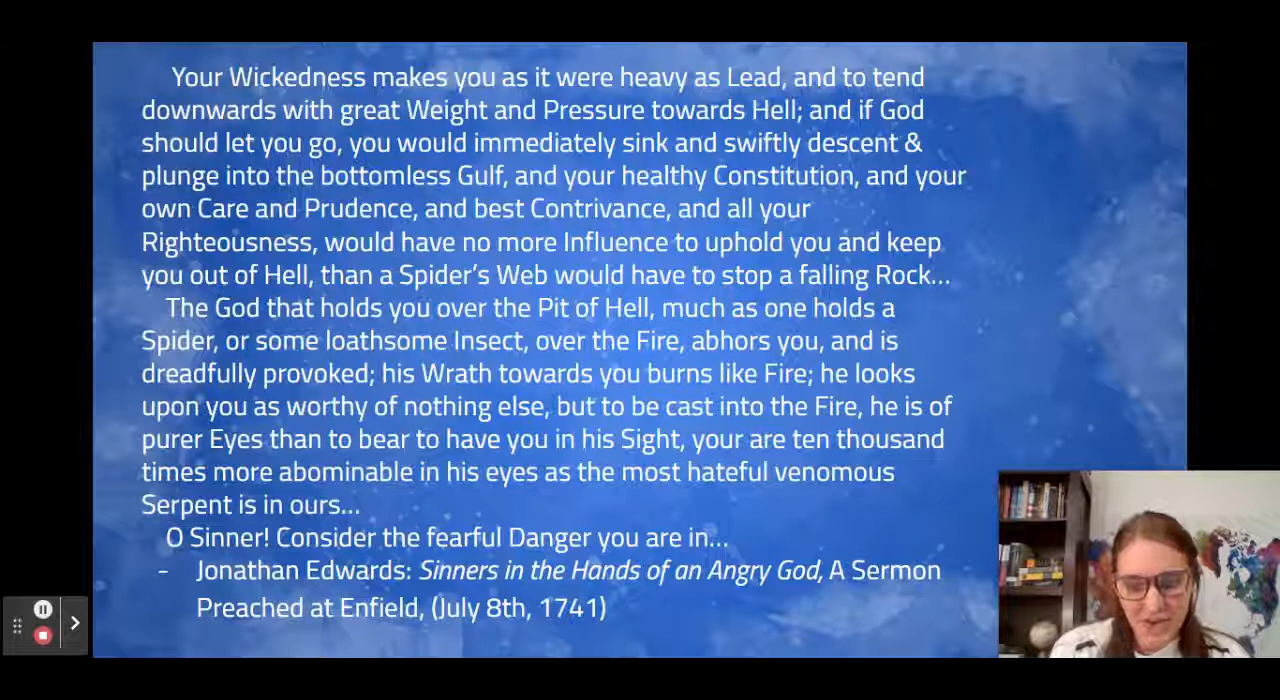 Your Wickedness makes you as it were heavy as Lead, and to tend
downwards with great Weight and Pressure towards Hell; and if God
should let you go, you would immediately sink and swiftly descent &
plunge into the bottomless Gulf, and your healthy Constitution, and your
own Care and Prudence, and best Contrivance, and all your
Righteousness, would have no more Influence to uphold you and keep
you out of Hell, than a Spider's Web would have to stop a falling Rock...
The God that holds you over the Pit of Hell, much as one holds a
Spider, or some loathsome Insect, over the Fire, abhors you, and is
dreadfully provoked; his Wrath towards you burns like Fire; he looks
upon you as worthy of nothing else, but to be cast into the Fire, he is of
purer Eyes than to bear to have you in his Sight, your are ten thousand
times more abominable in his eyes as the most hateful venomous
Serpent is in ours...
O Sinner! Consider the fearful Danger you are in...
- Jonathan Edwards: Sinners in the Hands of an Angry God, A Sermon
Preached at Enfield, (July 8th, 1741)